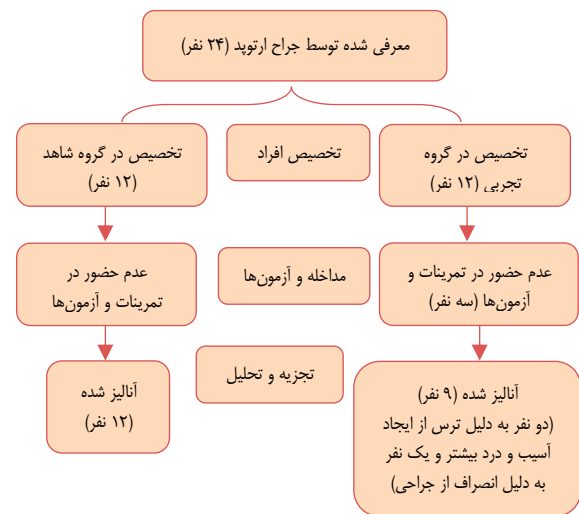 معرفی شده توسط جراح ارتوپد (۲۴ نفر)
تخصیص در گروه
تجربی (۱۲ نفر)
تخصیص افراد
تخصیص در گروه شاهد
(۱۲ نفر)
عدم حضور در تمرینات و
آزمون‌ها (سه نفر)
مداخله و آزمون‌ها
عدم حضور در
تمرینات و آزمون‌ها
آنالیز شده (۹ نفر)
(دو نفر به دلیل ترس از ایجاد
آسیب و درد بیشتر و یک نفر
به دلیل انصراف از جراحی)
تجزیه و تحلیل
آنالیز شده
(۱۲ نفر)